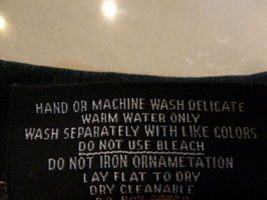 HAND OR MACHINE WASH DELICATE
WARM WATER ONLY
WASH SEPARATELY WITH LIKE COLORS
DO NOT USE BLEACH
DO NOT IRON ORNAMETATION
LAY FLAT TO DRY
DRY CLEANABLE